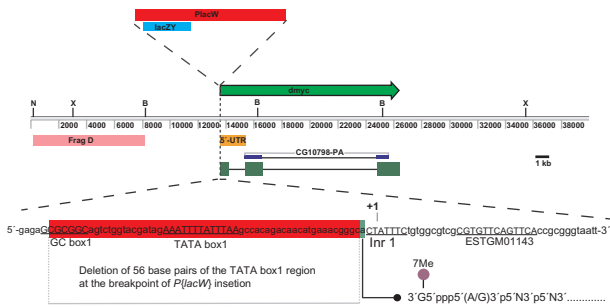 PlacW
lacZY
dmyc
N X B B B X
2000 4000 6000 8000 10000 12000 14000 16000 18000 20000 22000 24000 26000 28000 30000 32000 34000 36000 38000
Frag D
5´-UTR
CG10798-PA
1 kb
+1
5´-gagaGCGCGGCagtctggtacgatagAAATTTTATTTAAgccacagacaacatgaaacgggcaCTATTTCtgtggcgtcgCGTGTTCAGTTCAccgcgggtaatt-3´
GC box1
TATA box1
Inr 1
ESTGM01143
Deletion of 56 base pairs of the TATA box1 region
at the breakpoint of P{lacW} insetion
7Me
3´G5´ppp5´(A/G)3´p5´N3´p5´N3´.............